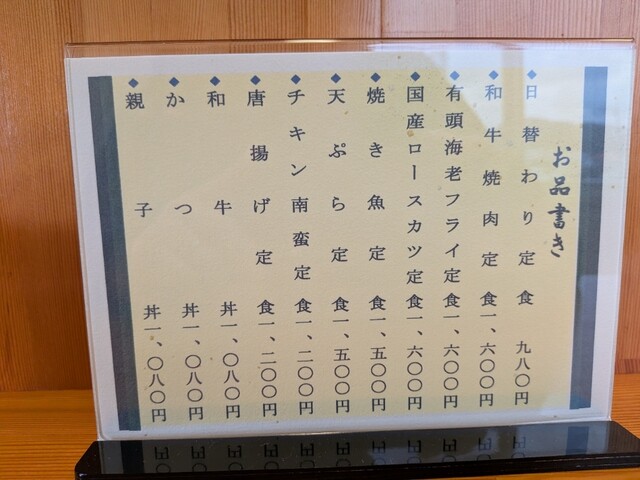 お品書き
◆日替わり定食 九八〇円
◆和牛焼肉定食一、六〇〇円
◆有頭海老フライ定食一、六〇〇円
◆国産ロースカツ定食一、六〇〇円
◆焼き魚定食一、五〇〇円
◆天ぷら定食一、五〇〇円
◆チキン南蛮定食一、二〇〇円
◆唐揚げ定食一、二〇〇円
◆和牛丼一、〇八〇円
◆かつ丼一、〇八〇円
◆親子丼一、〇八〇円